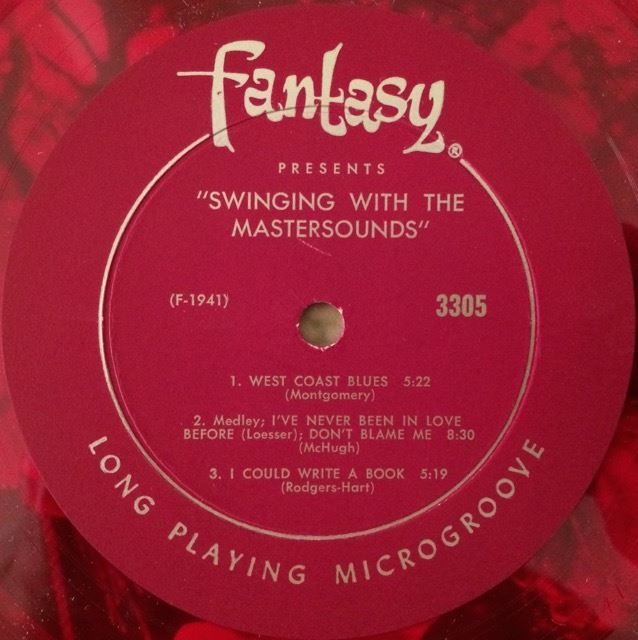 fantasy®
PRESENTS
"SWINGING WITH THE
MASTERSOUNDS"
(F-1941)
3305
1. WEST COAST BLUES 5:22
(Montgomery)
2. Medley; I'VE NEVER BEEN IN LOVE
BEFORE (Loesser); DON'T BLAME ME 8:30
(McHugh)
3. I COULD WRITE A BOOK 5:19
(Rodgers-Hart)
LONG PLAYING MICROGROOVE